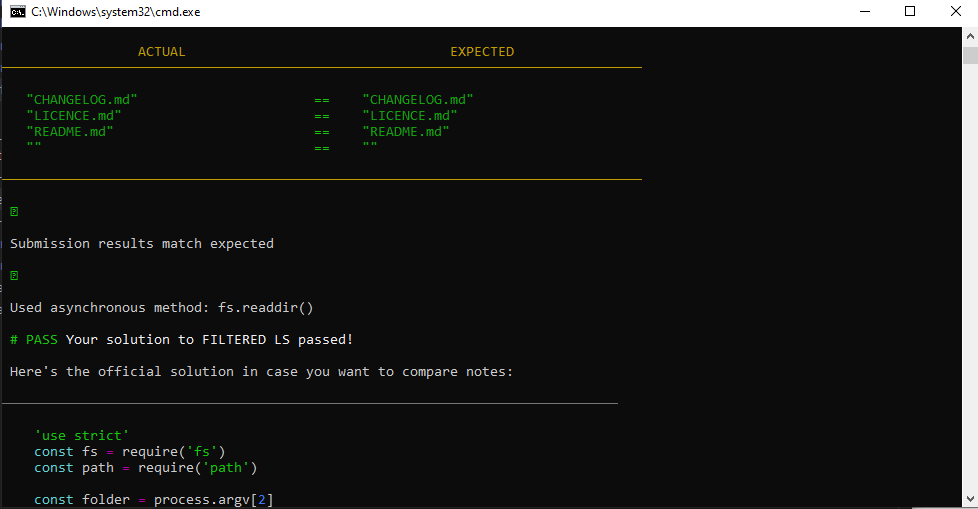 C:\Windows\system32\cmd.exe
ACTUAL EXPECTED
"CHANGELOG.md" == "CHANGELOG.md"
"LICENCE.md" == "LICENCE.md"
"README.md" == "README.md"
"" == ""
Submission results match expected
Used asynchronous method: fs.readdir()
# PASS Your solution to FILTERED LS passed!
Here's the official solution in case you want to compare notes:
'use strict'
const fs = require('fs')
const path = require('path')
const folder = process.argv[2]